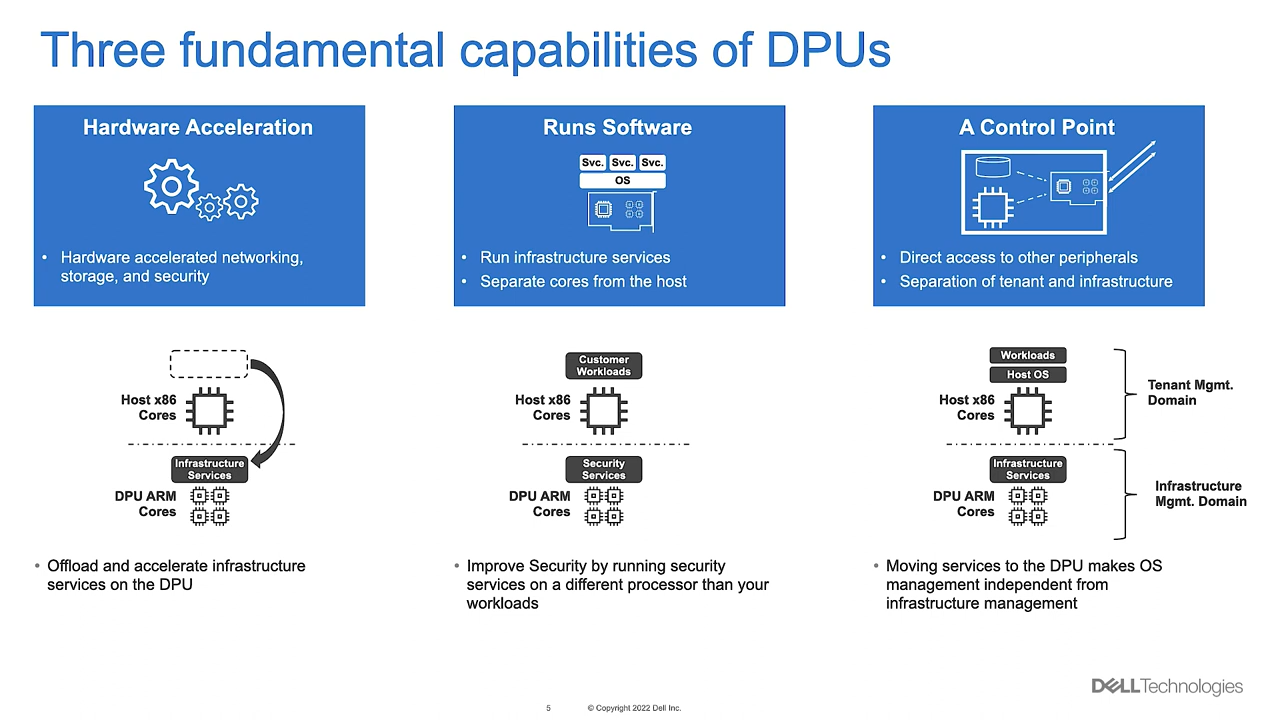 Three fundamental capabilities of DPUs
Hardware Acceleration
• Hardware accelerated networking,
storage, and security
Host x86
Cores
Infrastructure
Services
DPU ARM
Cores
• Offload and accelerate infrastructure
services on the DPU
Runs Software
Svc. Svc. Svc.
OS
• Run infrastructure services
• Separate cores from the host
Customer
Workloads
Host x86
Cores
Security
Services
DPU ARM
Cores
• Improve Security by running security
services on a different processor than your
workloads
A Control Point
• Direct access to other peripherals
• Separation of tenant and infrastructure
Workloads
Host OS
Host x86
Cores
Tenant Mgmt.
Domain
Infrastructure
Services
DPU ARM
Cores
Infrastructure
Mgmt. Domain
• Moving services to the DPU makes OS
management independent from
infrastructure management
DELLTechnologies
5
© Copyright 2022 Dell Inc.